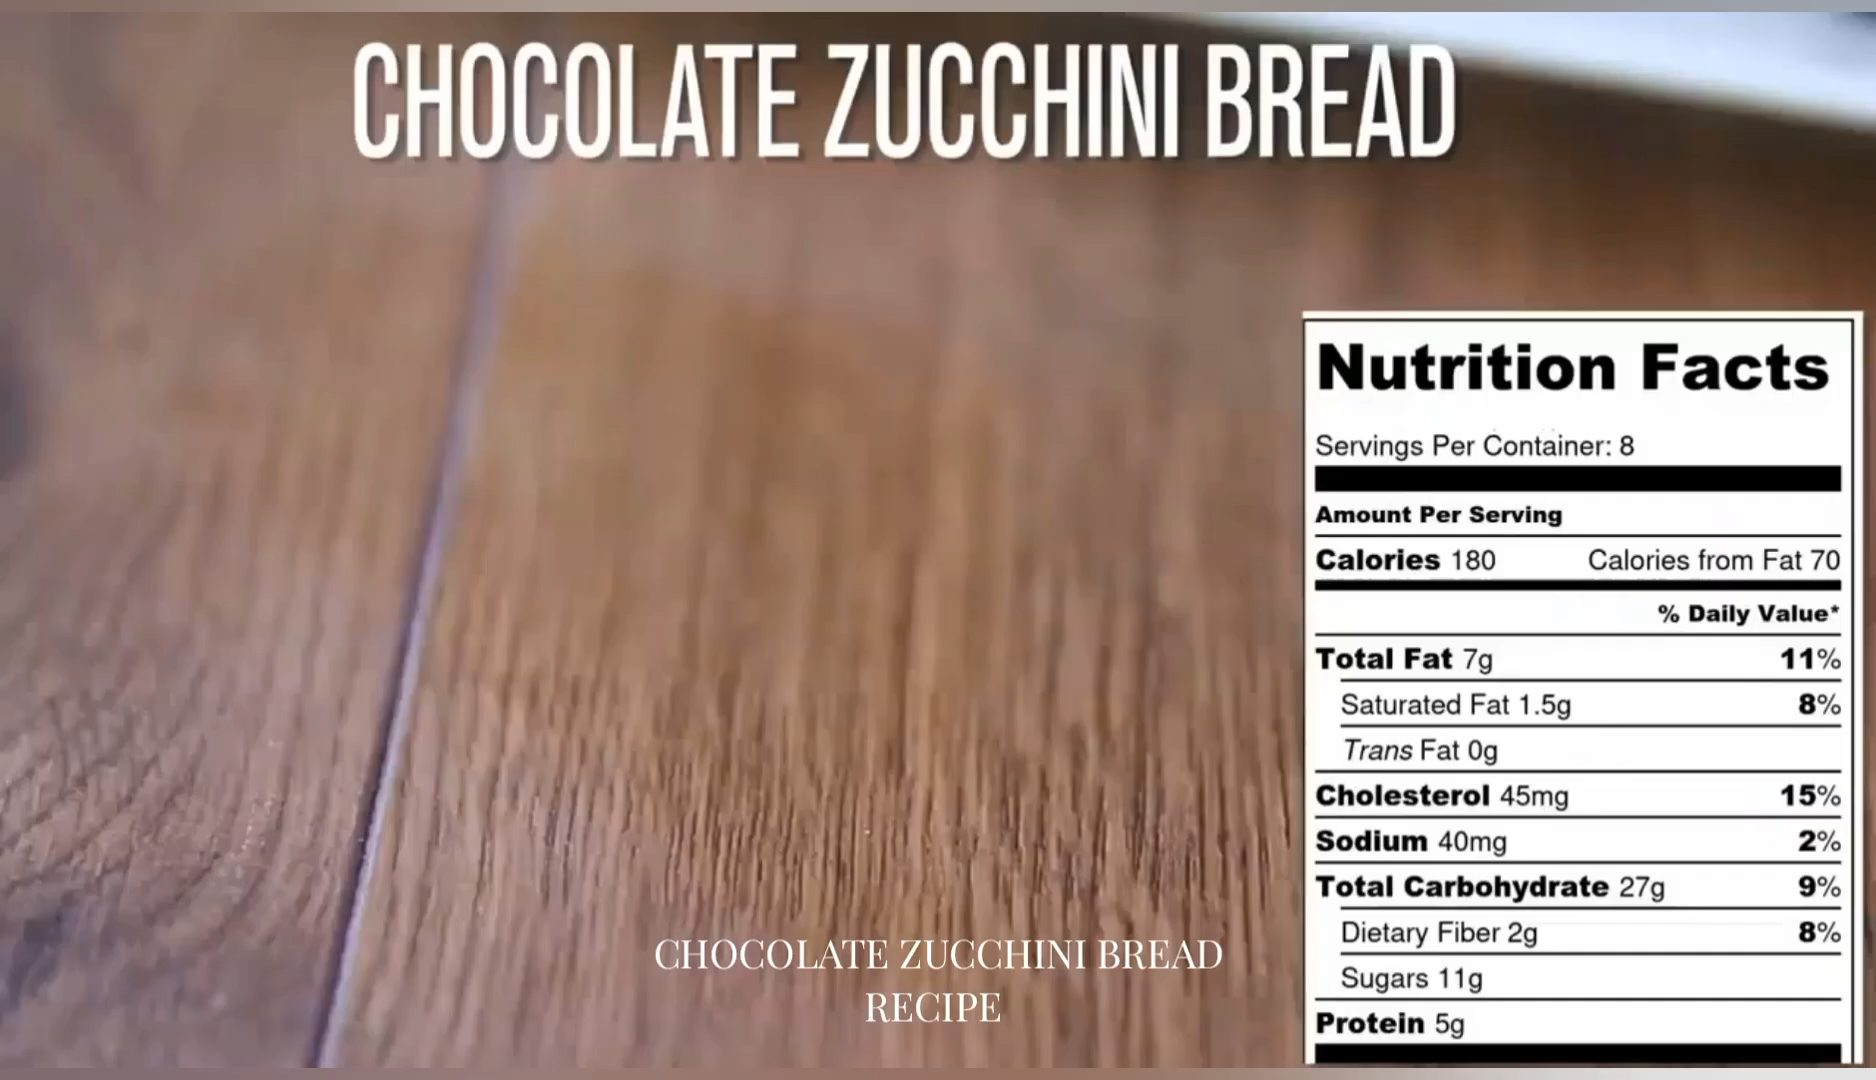 CHOCOLATE ZUCCHINI BREAD
Nutrition Facts
Servings Per Container: 8
Amount Per Serving
Calories 180 Calories from Fat 70
% Daily Value*
Total Fat 7g 11%
Saturated Fat 1.5g 8%
Trans Fat 0g
Cholesterol 45mg 15%
Sodium 40mg 2%
Total Carbohydrate 27g 9%
Dietary Fiber 2g 8%
Sugars 11g
Protein 5g
CHOCOLATE ZUCCHINI BREAD
RECIPE